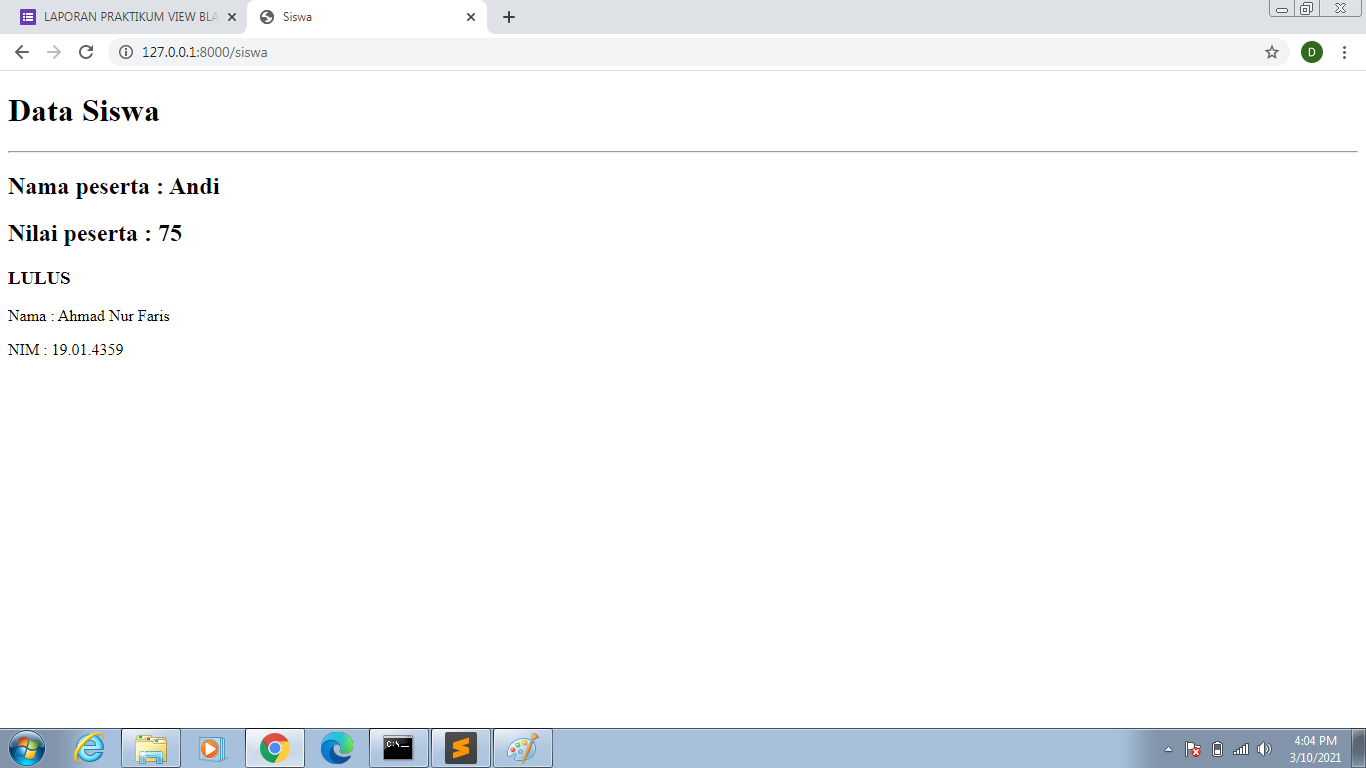 LAPORAN PRAKTIKUM VIEW BLA
Siswa
127.0.0.1:8000/siswa
D
Data Siswa
Nama peserta : Andi
Nilai peserta : 75
LULUS
Nama : Ahmad Nur Faris
NIM : 19.01.4359
C:\
4:04 PM
3/10/2021